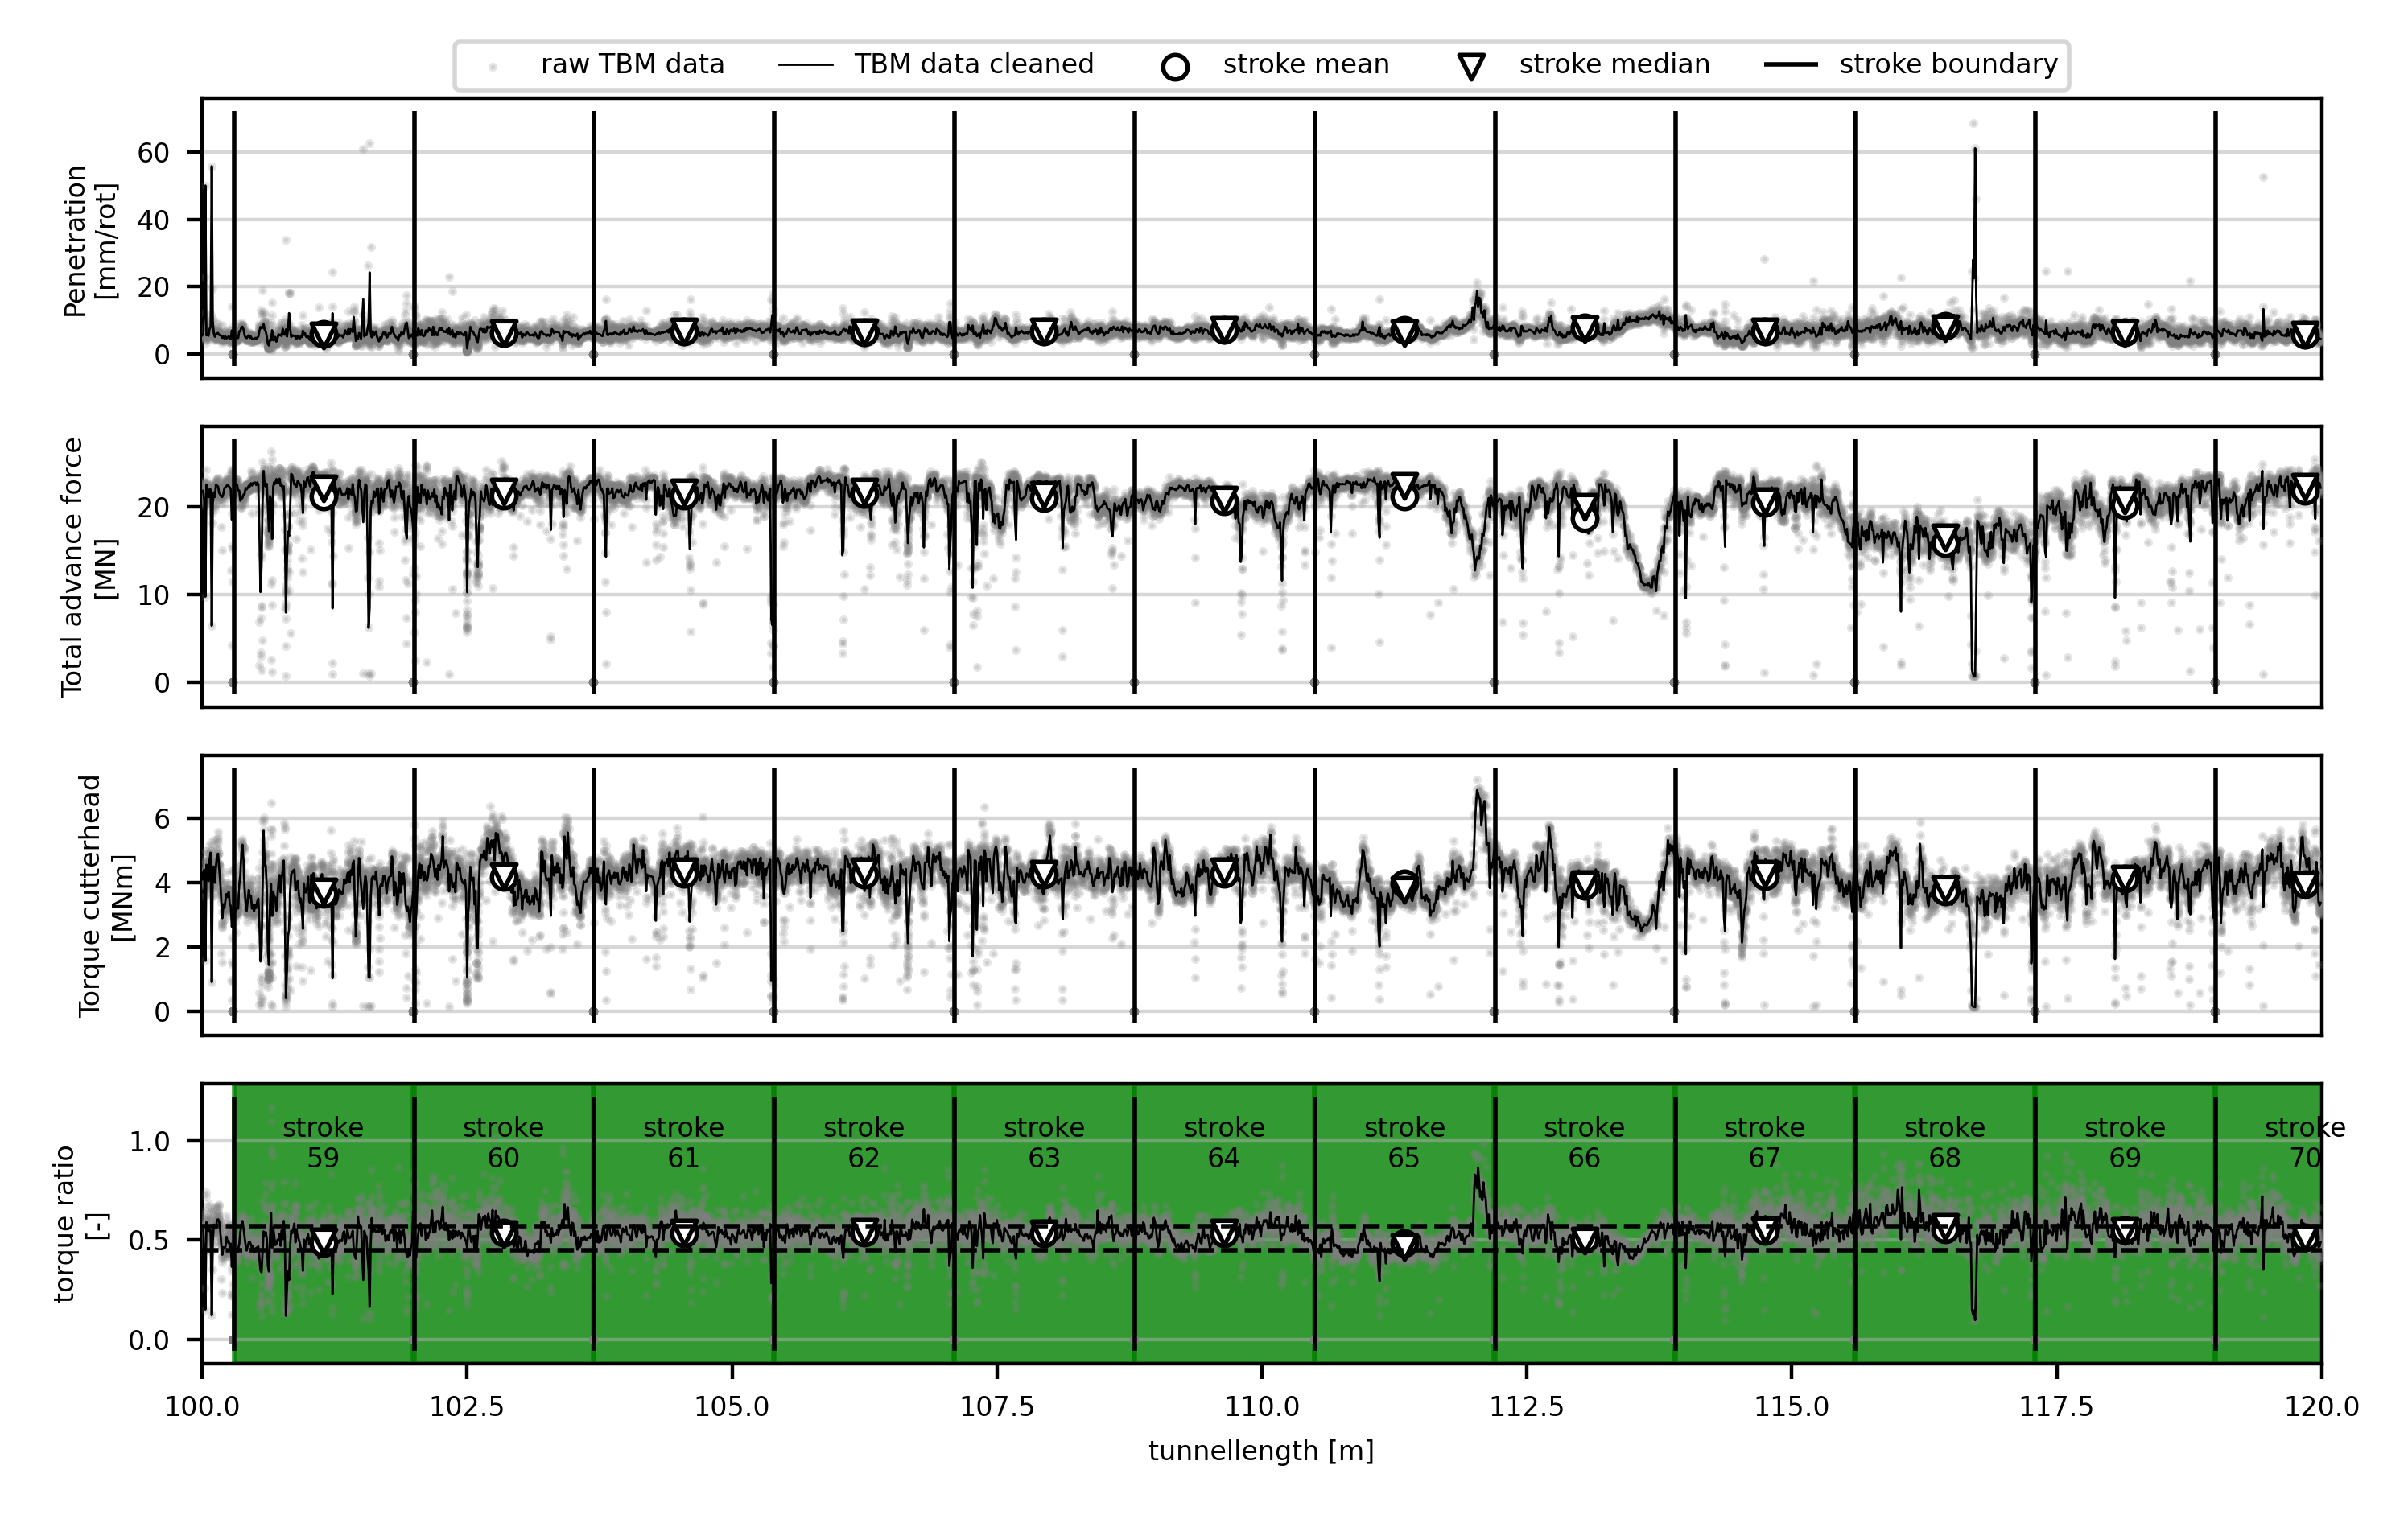 raw TBM data TBM data cleaned stroke mean stroke median stroke boundary
Penetration
[mm/rot]
60
40
20
0
Total advance force
[MN]
20
10
0
Torque cutterhead
[MNm]
6
4
2
0
torque ratio
[-]
1.0
0.5
0.0
stroke
59
stroke
60
stroke
61
stroke
62
stroke
63
stroke
64
stroke
65
stroke
66
stroke
67
stroke
68
stroke
69
stroke
70
100.0 102.5 105.0 107.5 110.0 112.5 115.0 117.5 120.0
tunnellength [m]